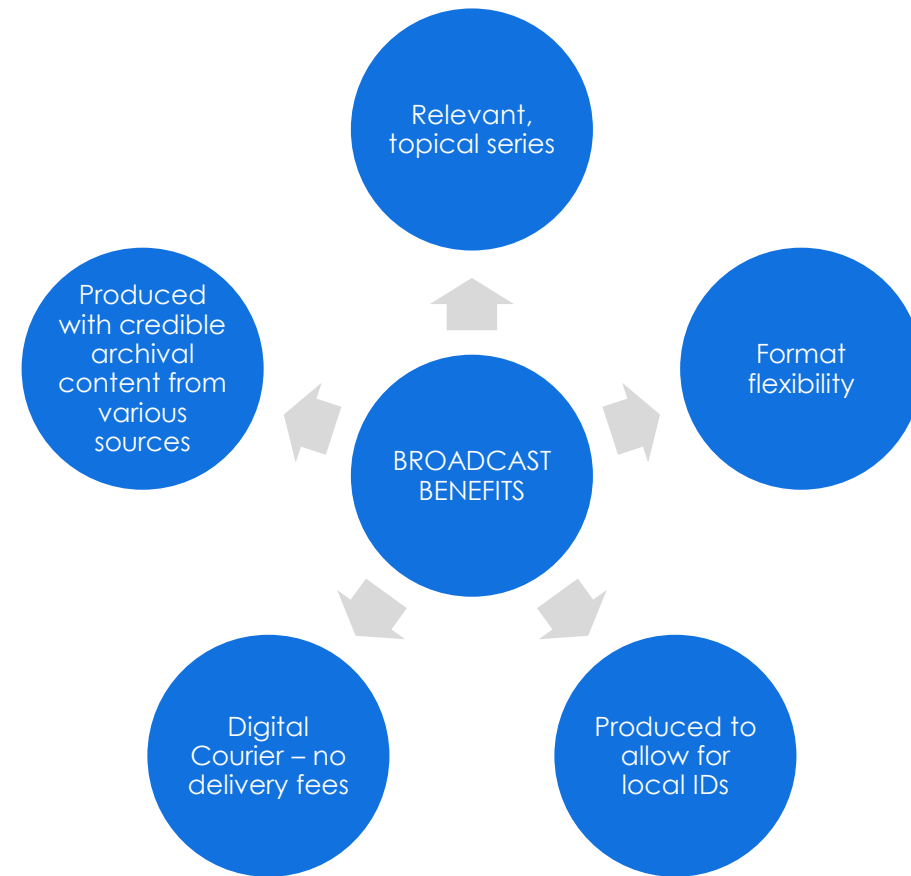 Relevant,
topical series
Produced
with credible
archival
content from
various
sources
Format
flexibility
BROADCAST
BENEFITS
Digital
Courier – no
delivery fees
Produced to
allow for
local IDs